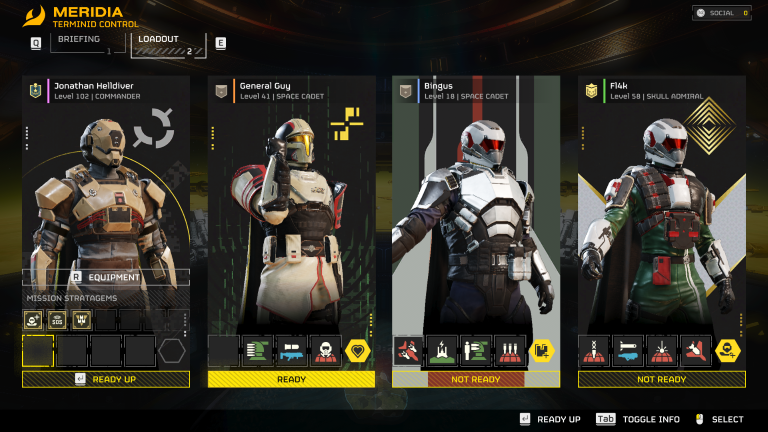 MERIDIA
TERMINID CONTROL
SOCIAL 0
Q
BRIEFING
1
LOADOUT
2
E
Jonathan Helldiver
Level 102 | COMMANDER
General Guy
Level 41 | SPACE CADET
Bingus
Level 18 | SPACE CADET
Fl4k
Level 58 | SKULL ADMIRAL
R EQUIPMENT
MISSION STRATAGEMS
SOS
READY UP
READY
NOT READY
NOT READY
READY UP
Tab TOGGLE INFO
SELECT